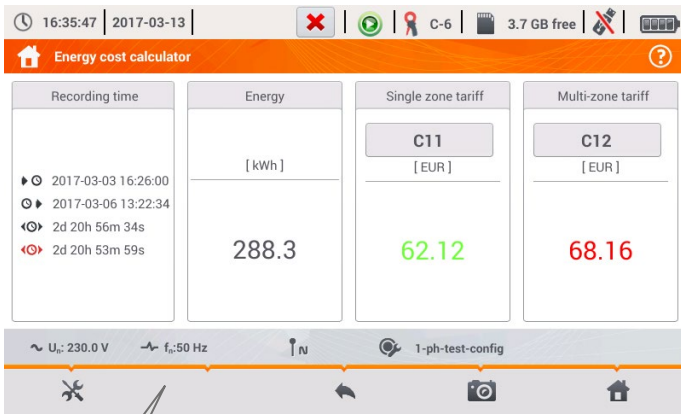 16:35:47 2017-03-13 C-6 3.7 GB free
Energy cost calculator ?
Recording time
2017-03-03 16:26:00
2017-03-06 13:22:34
2d 20h 56m 34s
2d 20h 53m 59s
Energy
[ kWh ]
288.3
Single zone tariff
C11
[ EUR ]
62.12
Multi-zone tariff
C12
[ EUR ]
68.16
Uₙ: 230.0 V fₙ:50 Hz N 1-ph-test-config